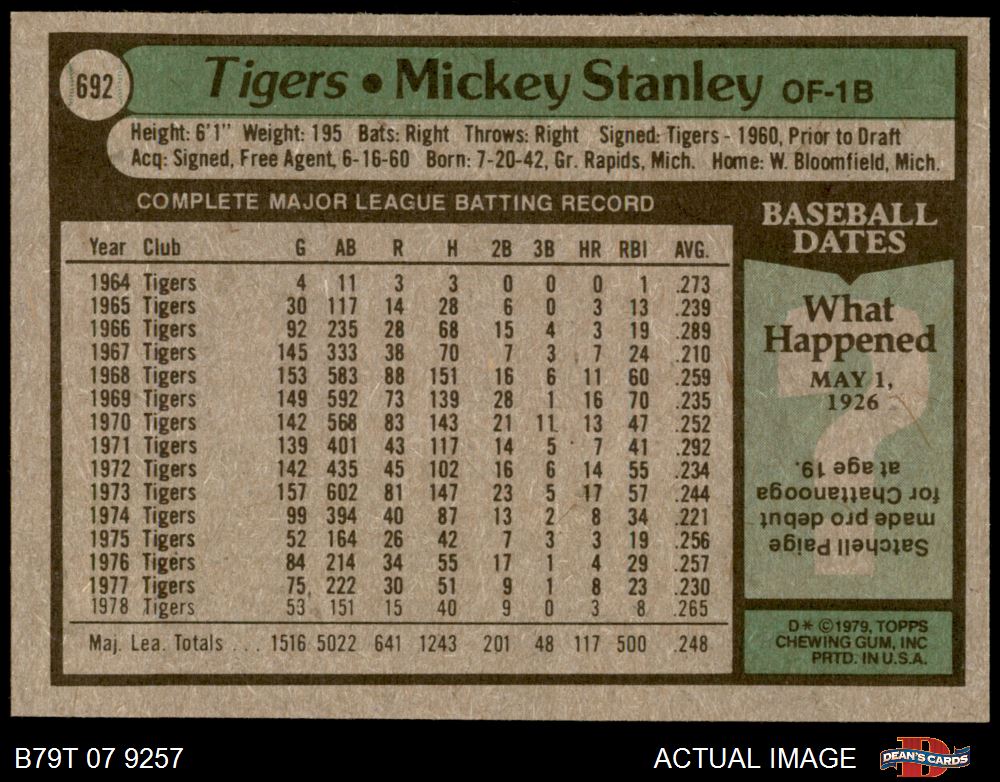 692
Tigers • Mickey Stanley OF-1B
Height: 6'1" Weight: 195 Bats: Right Throws: Right Signed: Tigers - 1960, Prior to Draft
Acq: Signed, Free Agent, 6-16-60 Born: 7-20-42, Gr. Rapids, Mich. Home: W. Bloomfield, Mich.
COMPLETE MAJOR LEAGUE BATTING RECORD
Year Club G AB R H 2B 3B HR RBI AVG.
1964 Tigers 4 11 3 3 0 0 0 1 .273
1965 Tigers 30 117 14 28 6 0 3 13 .239
1966 Tigers 92 235 28 68 15 4 3 19 .289
1967 Tigers 145 333 38 70 7 3 7 24 .210
1968 Tigers 153 583 88 151 16 6 11 60 .259
1969 Tigers 149 592 73 139 28 1 16 70 .235
1970 Tigers 142 568 83 143 21 11 13 47 .252
1971 Tigers 139 401 43 117 14 5 7 41 .292
1972 Tigers 142 435 45 102 16 6 14 55 .234
1973 Tigers 157 602 81 147 23 5 17 57 .244
1974 Tigers 99 394 40 87 13 2 8 34 .221
1975 Tigers 52 164 26 42 7 3 3 19 .256
1976 Tigers 84 214 34 55 17 1 4 29 .257
1977 Tigers 75 222 30 51 9 1 8 23 .230
1978 Tigers 53 151 15 40 9 0 3 8 .265
Maj. Lea. Totals . . . 1516 5022 641 1243 201 48 117 500 .248
BASEBALL
DATES
What
Happened
MAY 1,
1926
?
Satchell Paige
made pro debut
for Chattanooga
at age 19.
D* ©1979, TOPPS
CHEWING GUM, INC
PRTD. IN U.S.A.
B79T 07 9257
ACTUAL IMAGE
DEAN'S CARDS